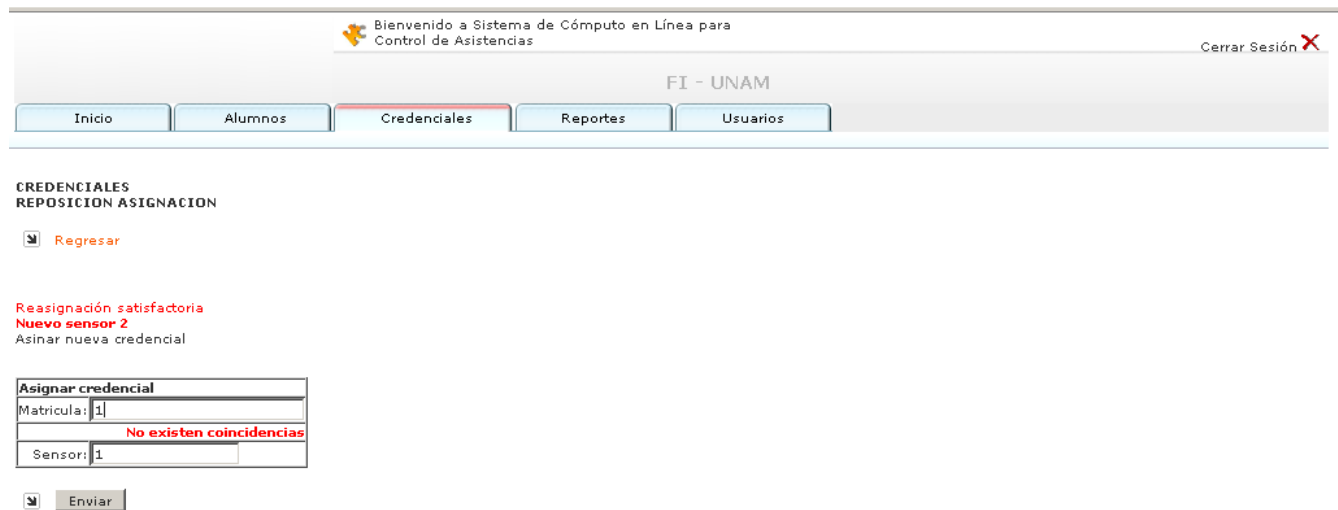 Bienvenido a Sistema de Cómputo en Línea para
Control de Asistencias
Cerrar Sesión
FI - UNAM
Inicio Alumnos Credenciales Reportes Usuarios
CREDENCIALES
REPOSICION ASIGNACION
Regresar
Reasignación satisfactoria
Nuevo sensor 2
Asinar nueva credencial
Asignar credencial
Matricula: 1
No existen coincidencias
Sensor: 1
Enviar